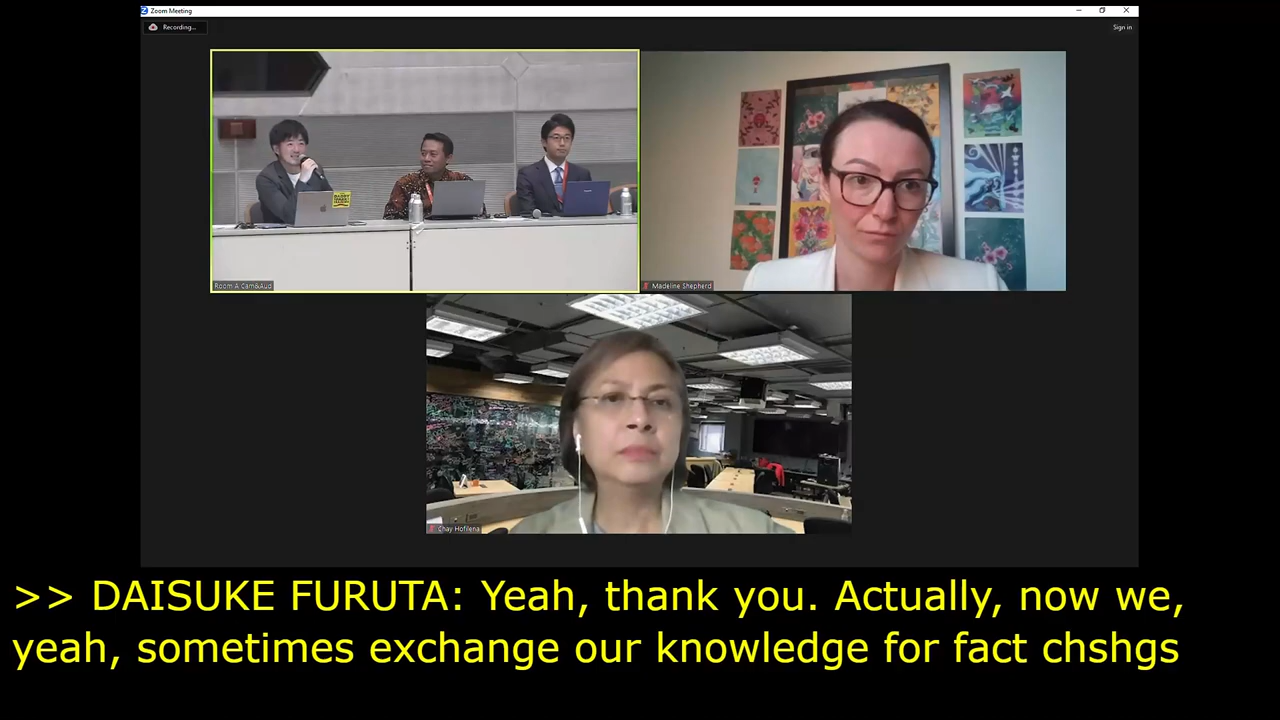 Zoom Meeting
Recording...
Sign in
Room A Cam&Aud
Madeline Shepherd
Chay Hofilena
>> DAISUKE FURUTA: Yeah, thank you. Actually, now we,
yeah, sometimes exchange our knowledge for fact chshgs